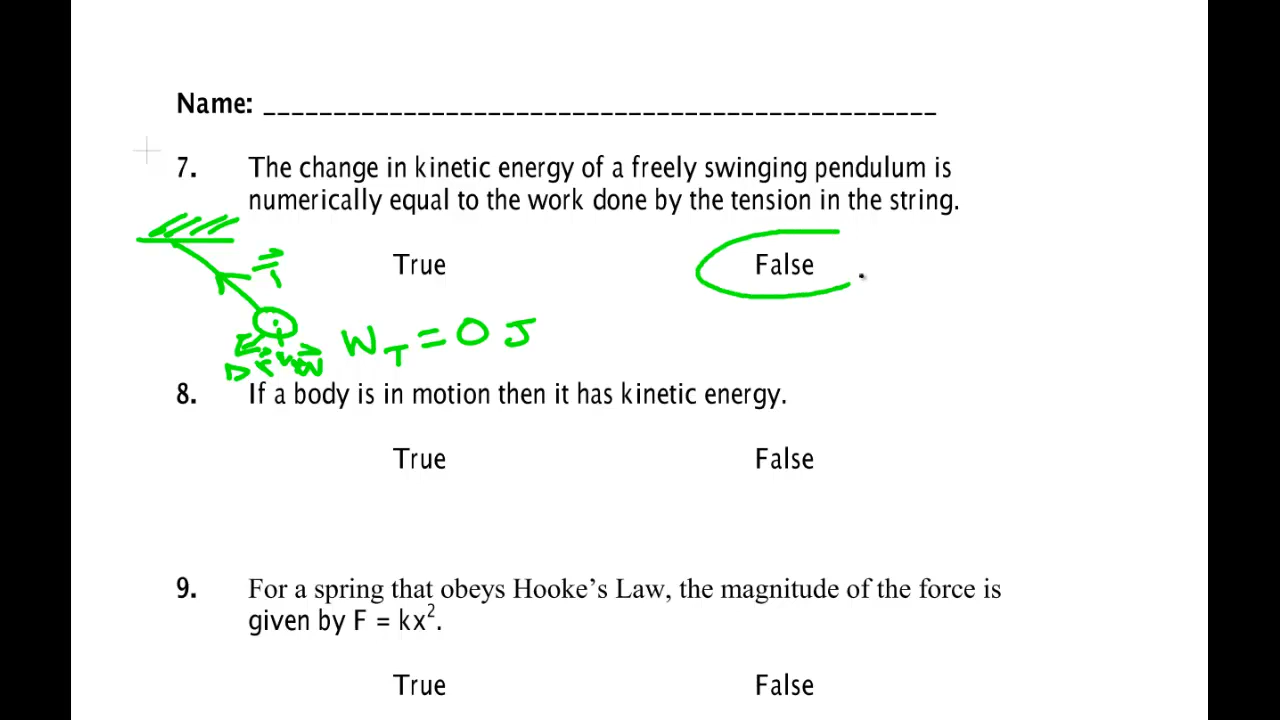 Name: ________________________________________________
7. The change in kinetic energy of a freely swinging pendulum is
numerically equal to the work done by the tension in the string.
True False
T
W_T = 0 J
Δr W
8. If a body is in motion then it has kinetic energy.
True False
9. For a spring that obeys Hooke’s Law, the magnitude of the force is
given by F = kx².
True False